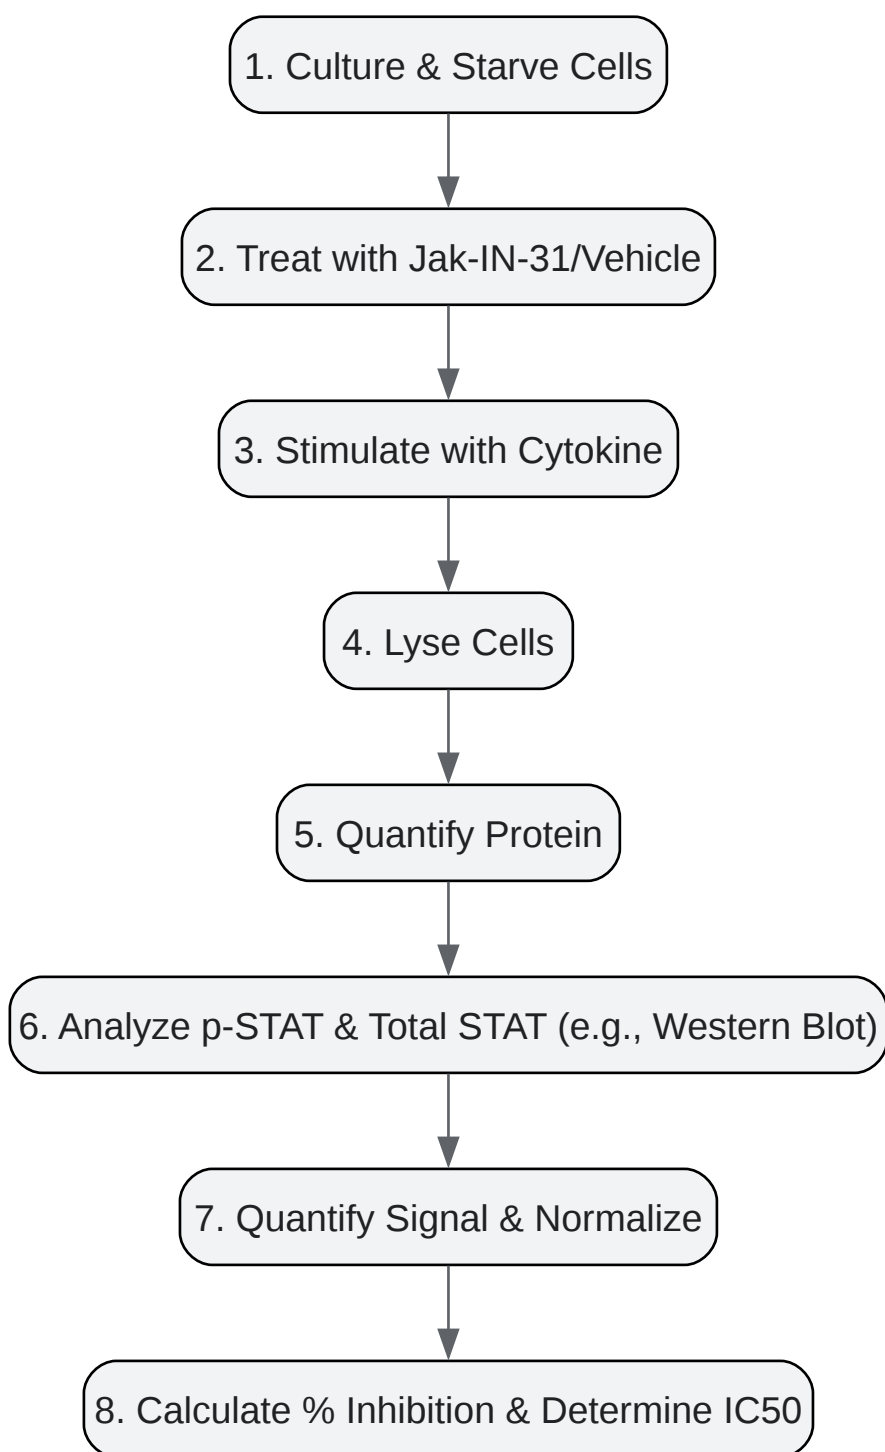 1. Culture & Starve Cells
2. Treat with Jak-IN-31/Vehicle
3. Stimulate with Cytokine
4. Lyse Cells
5. Quantify Protein
6. Analyze p-STAT & Total STAT (e.g., Western Blot)
7. Quantify Signal & Normalize
8. Calculate % Inhibition & Determine IC50